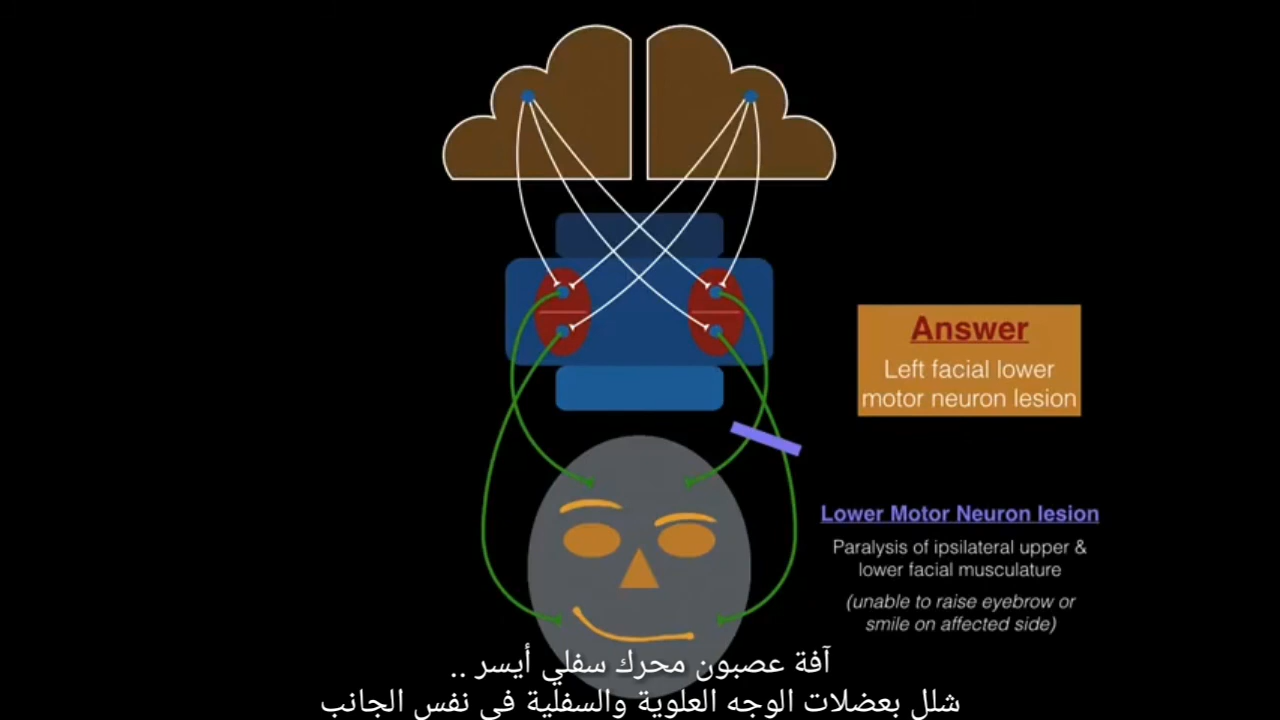 Answer
Left facial lower
motor neuron lesion
Lower Motor Neuron lesion
Paralysis of ipsilateral upper &
lower facial musculature
(unable to raise eyebrow or
smile on affected side)
آفة عصبون محرك سفلي أيسر ..
شلل بعضلات الوجه العلوية والسفلية في نفس الجانب